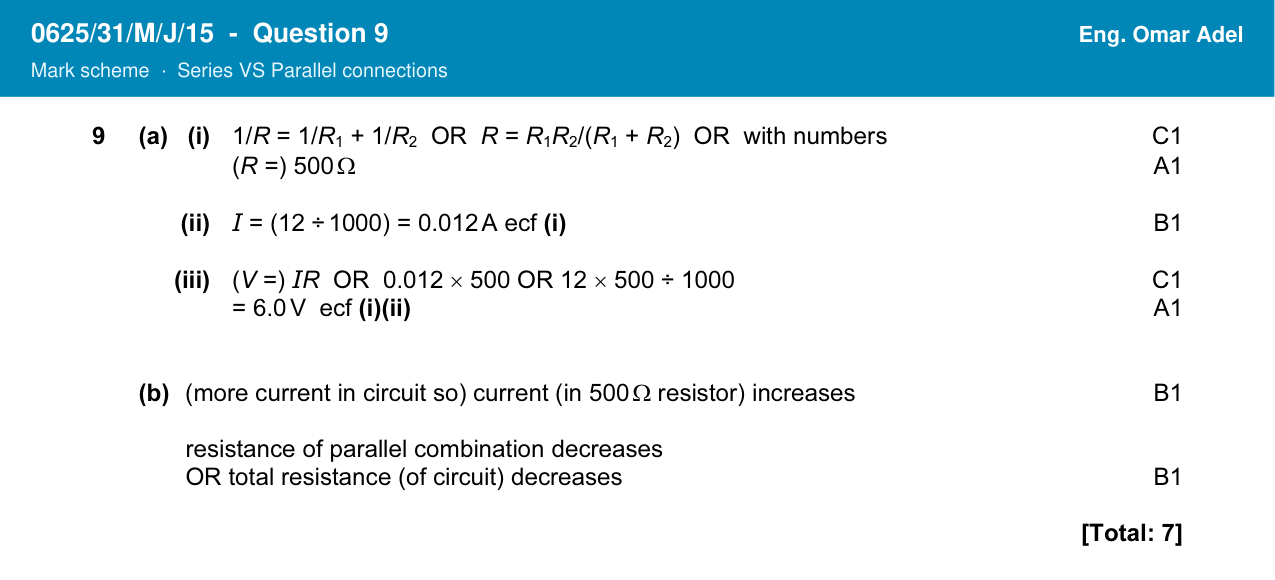 0625/31/M/J/15 - Question 9
Eng. Omar Adel
Mark scheme · Series VS Parallel connections
9 (a) (i) 1/R = 1/R₁ + 1/R₂ OR R = R₁R₂/(R₁ + R₂) OR with numbers C1
(R =) 500 Ω A1
(ii) I = (12 ÷ 1000) = 0.012 A ecf (i) B1
(iii) (V =) IR OR 0.012 × 500 OR 12 × 500 ÷ 1000 C1
= 6.0 V ecf (i)(ii) A1
(b) (more current in circuit so) current (in 500 Ω resistor) increases B1
resistance of parallel combination decreases
OR total resistance (of circuit) decreases B1
[Total: 7]